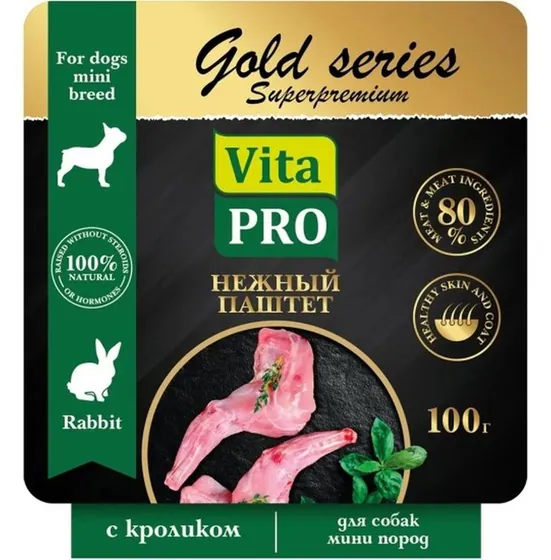 For dogs
mini
breed
Gold series
Superpremium
Vita
PRO
НЕЖНЫЙ
ПАШТЕТ
MEAT & MEAT INGREDIENTS
80
%
RAISED WITHOUT STEROIDS
100%
NATURAL
OR HORMONES
HEALTHY SKIN AND COAT
Rabbit
100г
с кроликом
для собак
мини пород